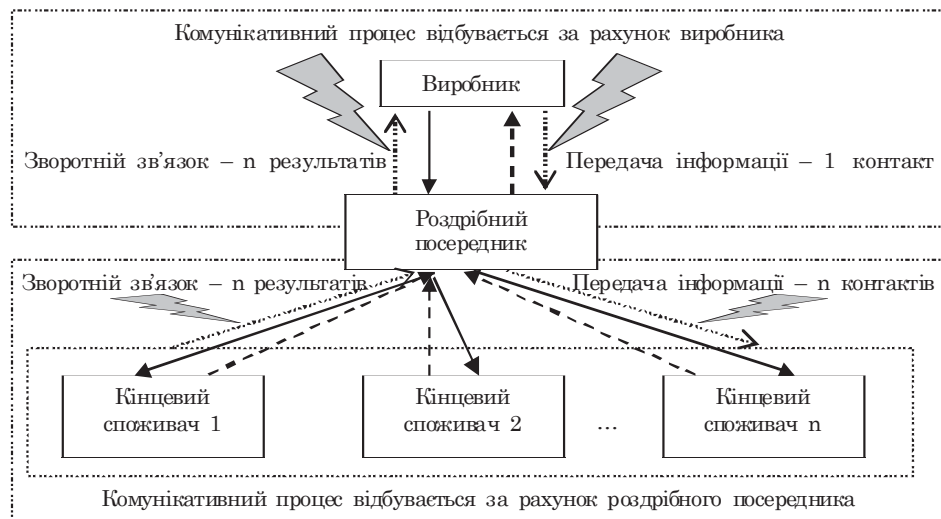 Комунікативний процес відбувається за рахунок виробника
Виробник
Зворотній зв'язок – n результатів
Передача інформації – 1 контакт
Роздрібний
посередник
Зворотній зв'язок – n результатів
Передача інформації – n контактів
Кінцевий
споживач 1
Кінцевий
споживач 2
...
Кінцевий
споживач n
Комунікативний процес відбувається за рахунок роздрібного посередника